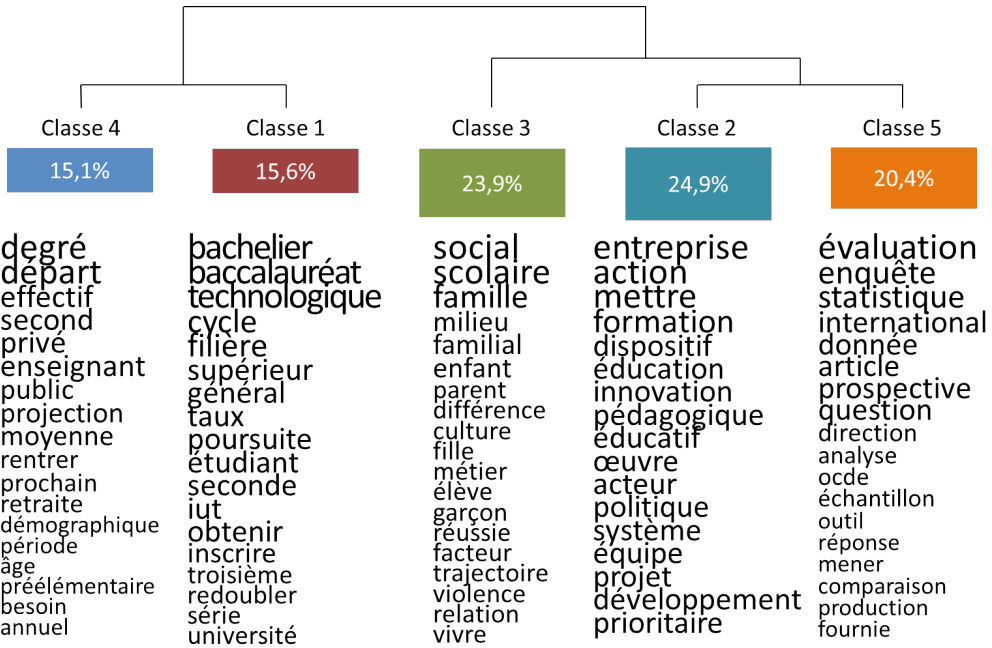 Classe 4
15,1%
degré
départ
effectif
second
privé
enseignant
public
projection
moyenne
rentrer
prochain
retraite
démographique
période
âge
préélémentaire
besoin
annuel
Classe 1
15,6%
bachelier
baccalauréat
technologique
cycle
filière
supérieur
général
taux
poursuite
étudiant
seconde
iut
obtenir
inscrire
troisième
redoubler
série
université
Classe 3
23,9%
social
scolaire
famille
milieu
familial
enfant
parent
différence
culture
fille
métier
élève
garçon
réussie
facteur
trajectoire
violence
relation
vivre
Classe 2
24,9%
entreprise
action
mettre
formation
dispositif
éducation
innovation
pédagogique
éducatif
œuvre
acteur
politique
système
équipe
projet
développement
prioritaire
Classe 5
20,4%
évaluation
enquête
statistique
international
donnée
article
prospective
question
direction
analyse
ocde
échantillon
outil
réponse
mener
comparaison
production
fournie